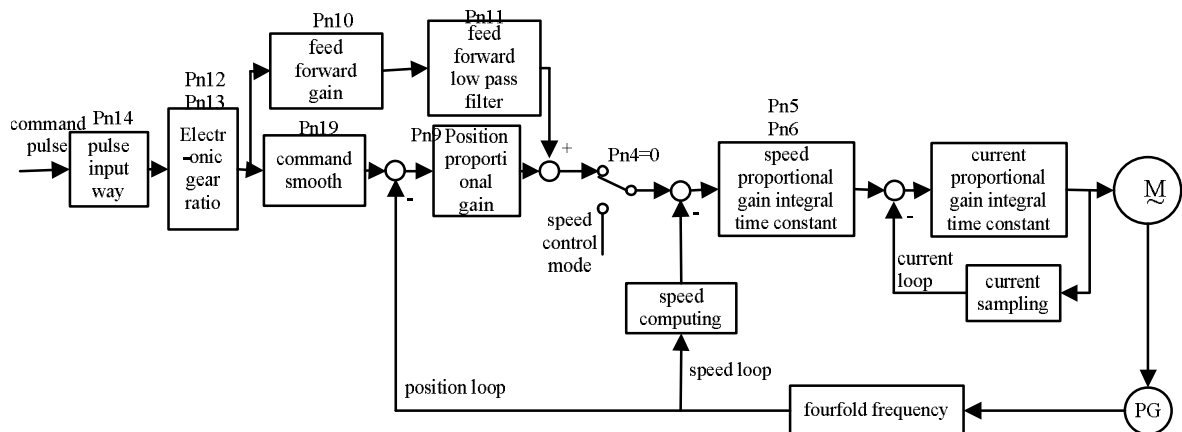 Pn10
feed
forward
gain
Pn11
feed
forward
low pass
filter
Pn12
Pn13
Electr
-onic
gear
ratio
command
pulse
Pn14
pulse
input
way
Pn19
command
smooth
-
Pn9
Position
proporti
onal
gain
+
Pn4=0
speed
control
mode
-
Pn5
Pn6
speed
proportional
gain integral
time constant
-
current
proportional
gain integral
time constant
M
~
current
loop
current
sampling
speed
computing
speed loop
position loop
fourfold frequency
PG